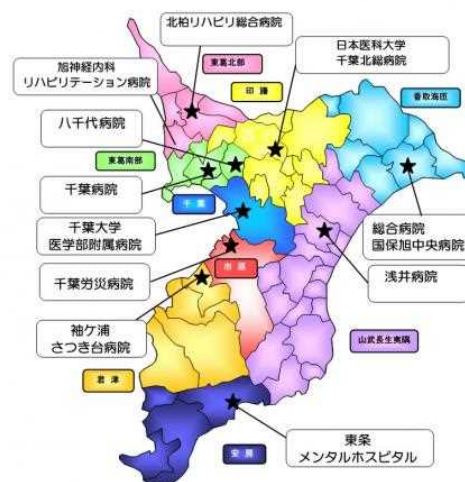 北柏リハビリ総合病院
日本医科大学
千葉北総病院
旭神経内科
リハビリテーション病院
東葛北部
印旛
香取海匝
八千代病院
東葛南部
千葉病院
千葉
千葉大学
医学部附属病院
総合病院
国保旭中央病院
千葉労災病院
市原
浅井病院
袖ケ浦
さつき台病院
山武長生夷隅
君津
安房
東条
メンタルホスピタル